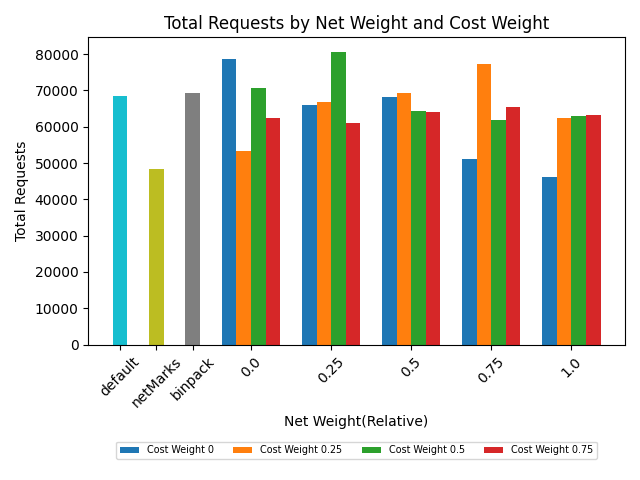 Total Requests by Net Weight and Cost Weight
Total Requests
80000
70000
60000
50000
40000
30000
20000
10000
0
default
netMarks
binpack
0.0
0.25
0.5
0.75
1.0
Net Weight(Relative)
Cost Weight 0
Cost Weight 0.25
Cost Weight 0.5
Cost Weight 0.75